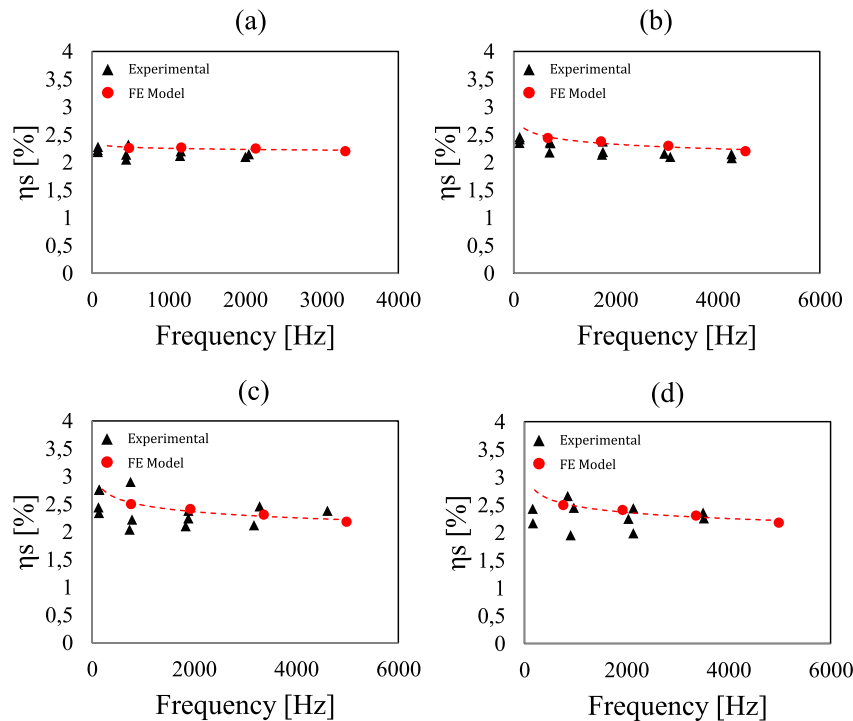 (a)
4
3,5
3
2,5
2
1,5
1
0,5
0
ηs [%]
Experimental
FE Model
0 1000 2000 3000 4000
Frequency [Hz]
(b)
4
3,5
3
2,5
2
1,5
1
0,5
0
ηs [%]
Experimental
FE Model
0 2000 4000 6000
Frequency [Hz]
(c)
4
3,5
3
2,5
2
1,5
1
0,5
0
ηs [%]
Experimental
FE Model
0 2000 4000 6000
Frequency [Hz]
(d)
4
3,5
3
2,5
2
1,5
1
0,5
0
ηs [%]
Experimental
FE Model
0 2000 4000 6000
Frequency [Hz]